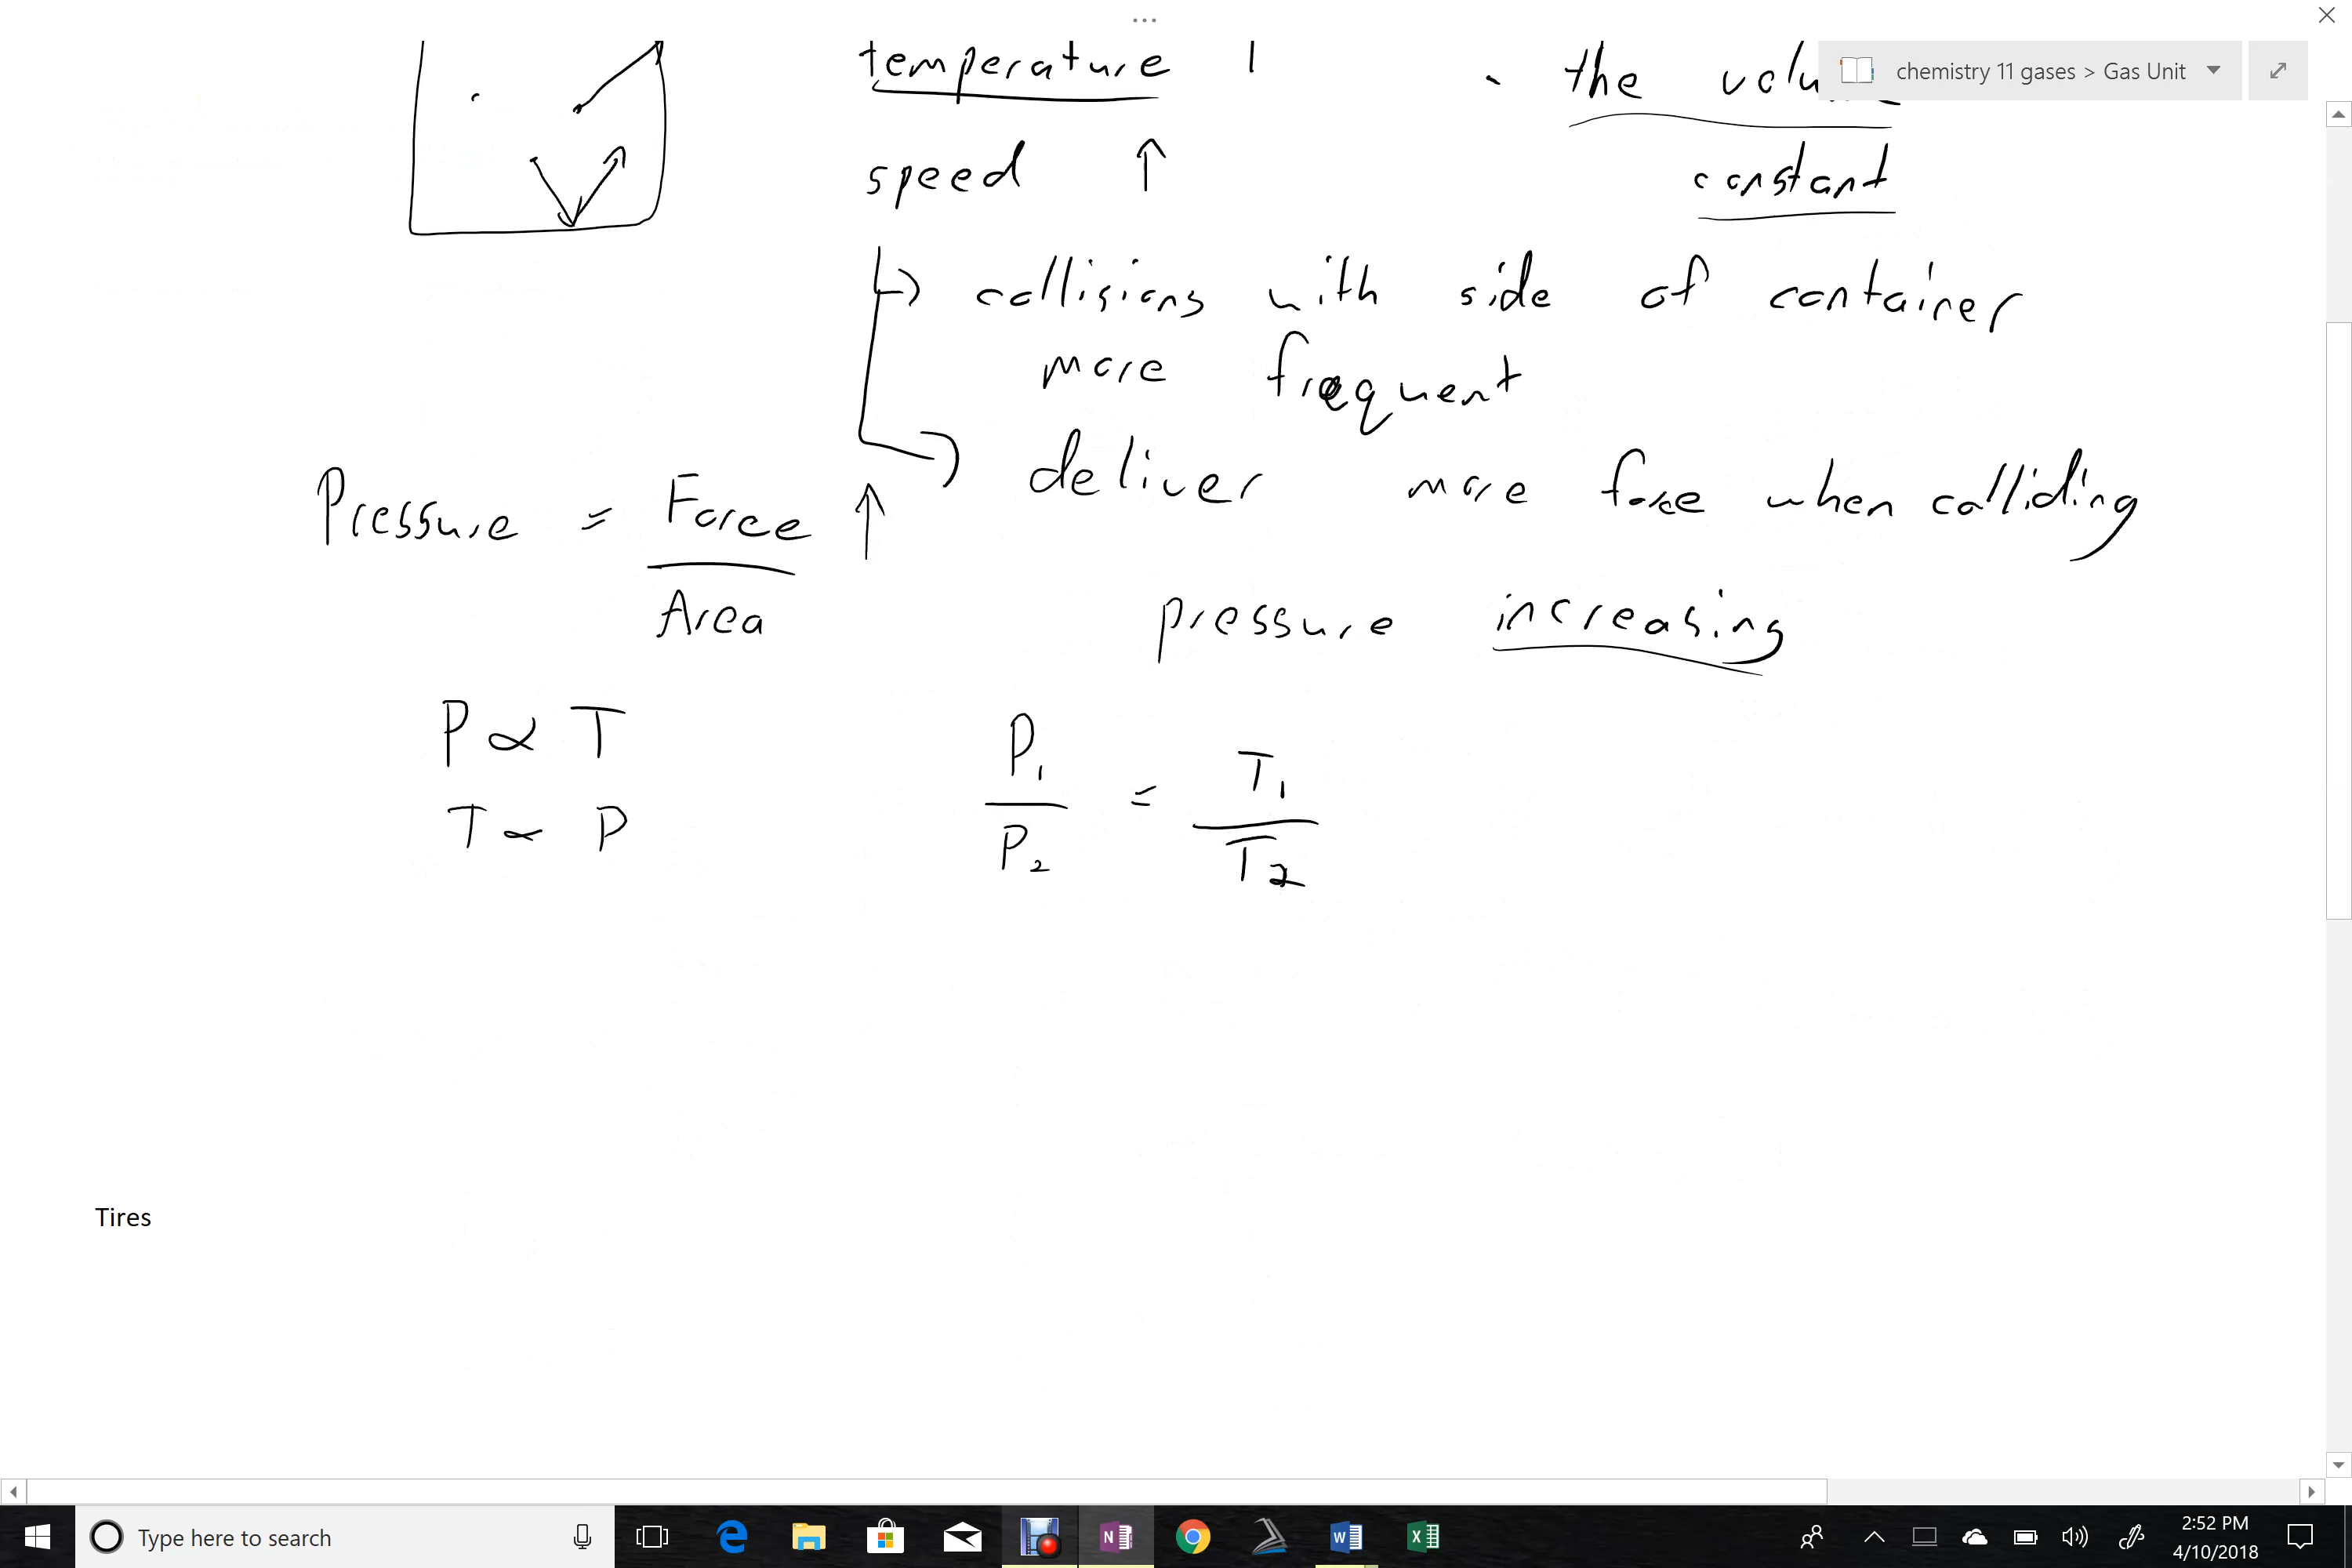 temperature
the
chemistry 11 gases > Gas Unit
speed ↑
constant
collisions with side of container
more frequent
deliver more force when colliding
Pressure = Force ↑
Area
pressure increasing
P ∝ T
T ∝ P
P1 = T1
P2 T2
Tires
Type here to search
2:52 PM
4/10/2018